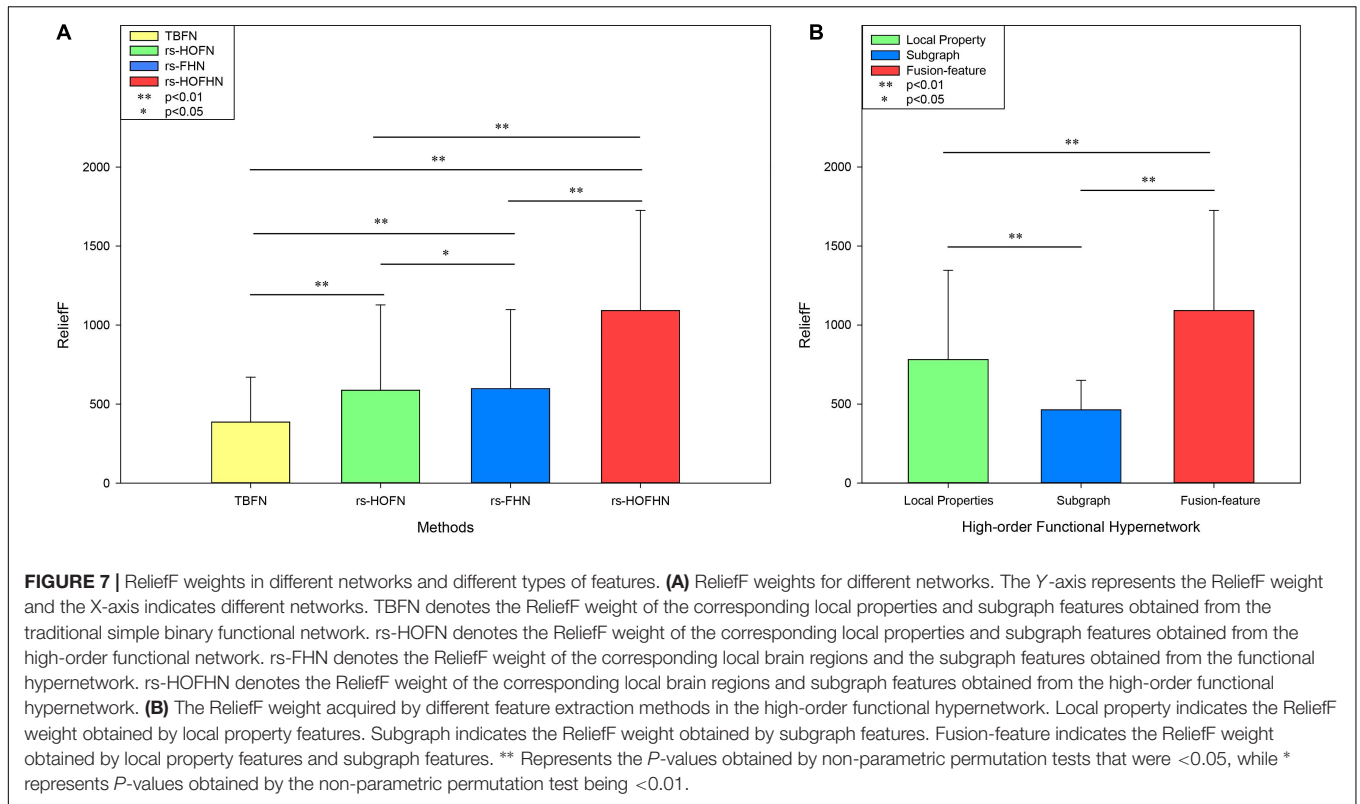 A
TBFN
rs-HOFN
rs-FHN
rs-HOFHN
** p<0.01
* p<0.05
**
**
**
**
*
**
2000
1500
1000
500
0
ReliefF
TBFN rs-HOFN rs-FHN rs-HOFHN
Methods
B
Local Property
Subgraph
Fusion-feature
** p<0.01
* p<0.05
**
**
**
2000
1500
1000
500
0
ReliefF
Local Properties Subgraph Fusion-feature
High-order Functional Hypernetwork
FIGURE 7 | ReliefF weights in different networks and different types of features. (A) ReliefF weights for different networks. The Y-axis represents the ReliefF weight
and the X-axis indicates different networks. TBFN denotes the ReliefF weight of the corresponding local properties and subgraph features obtained from the
traditional simple binary functional network. rs-HOFN denotes the ReliefF weight of the corresponding local properties and subgraph features obtained from the
high-order functional network. rs-FHN denotes the ReliefF weight of the corresponding local brain regions and the subgraph features obtained from the functional
hypernetwork. rs-HOFHN denotes the ReliefF weight of the corresponding local brain regions and subgraph features obtained from the high-order functional
hypernetwork. (B) The ReliefF weight acquired by different feature extraction methods in the high-order functional hypernetwork. Local property indicates the ReliefF
weight obtained by local property features. Subgraph indicates the ReliefF weight obtained by subgraph features. Fusion-feature indicates the ReliefF weight
obtained by local property features and subgraph features. ** Represents the P-values obtained by non-parametric permutation tests that were <0.05, while *
represents P-values obtained by the non-parametric permutation test being <0.01.